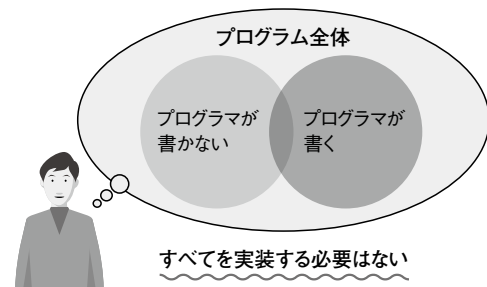 プログラム全体
プログラマが
書かない
プログラマが
書く
すべてを実装する必要はない